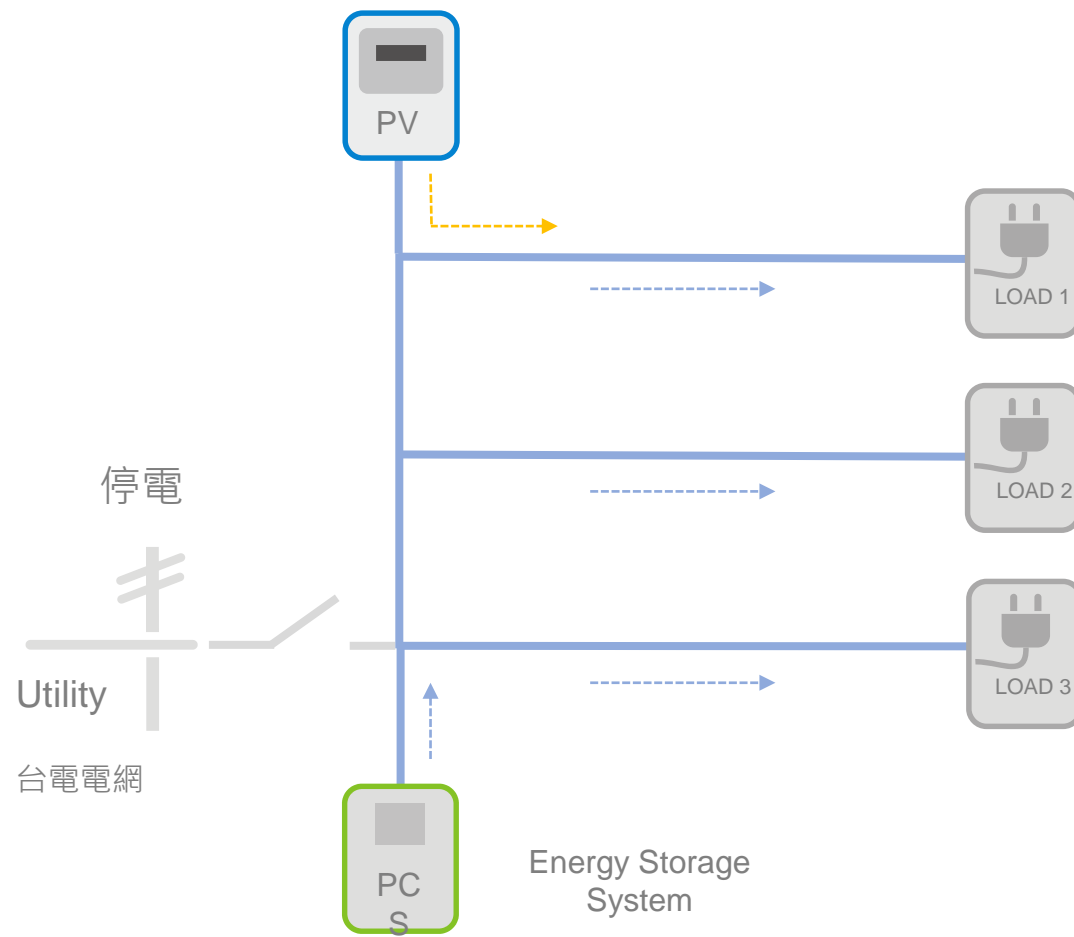 PV
LOAD 1
停電
LOAD 2
Utility
LOAD 3
台電電網
PC
S
Energy Storage
System